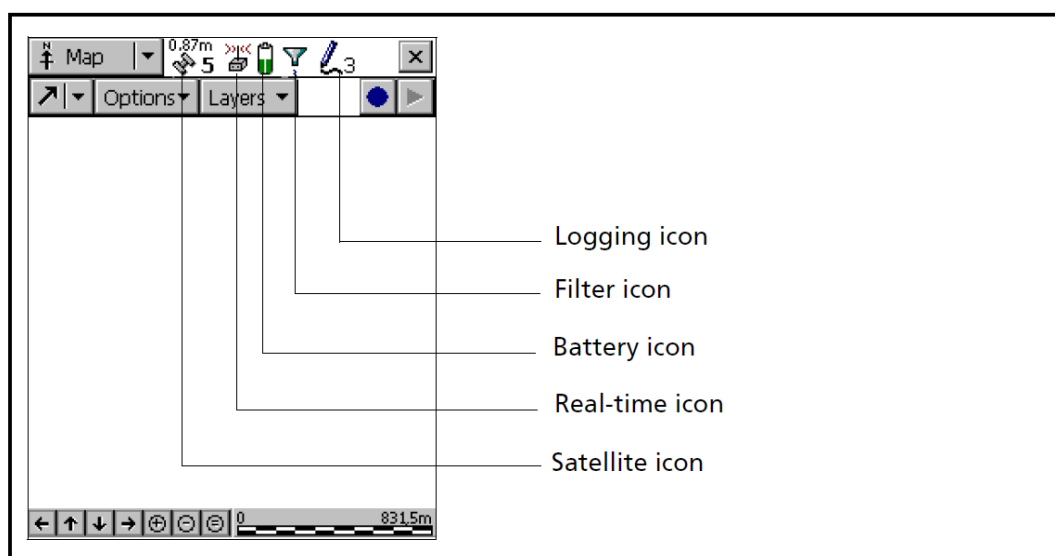 N
Map
0.87m
5
3
Options
Layers
Logging icon
Filter icon
Battery icon
Real-time icon
Satellite icon
0 831,5m